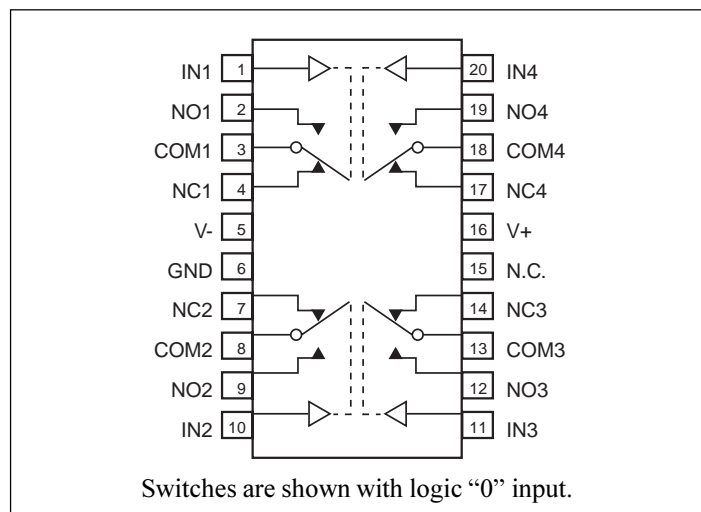 IN1 1 20 IN4
NO1 2 19 NO4
COM1 3 18 COM4
NC1 4 17 NC4
V- 5 16 V+
GND 6 15 N.C.
NC2 7 14 NC3
COM2 8 13 COM3
NO2 9 12 NO3
IN2 10 11 IN3
Switches are shown with logic “0” input.